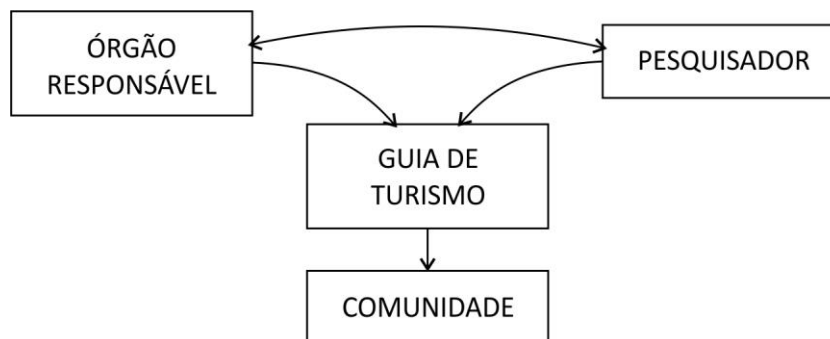 ÓRGÃO
RESPONSÁVEL
PESQUISADOR
GUIA DE
TURISMO
COMUNIDADE